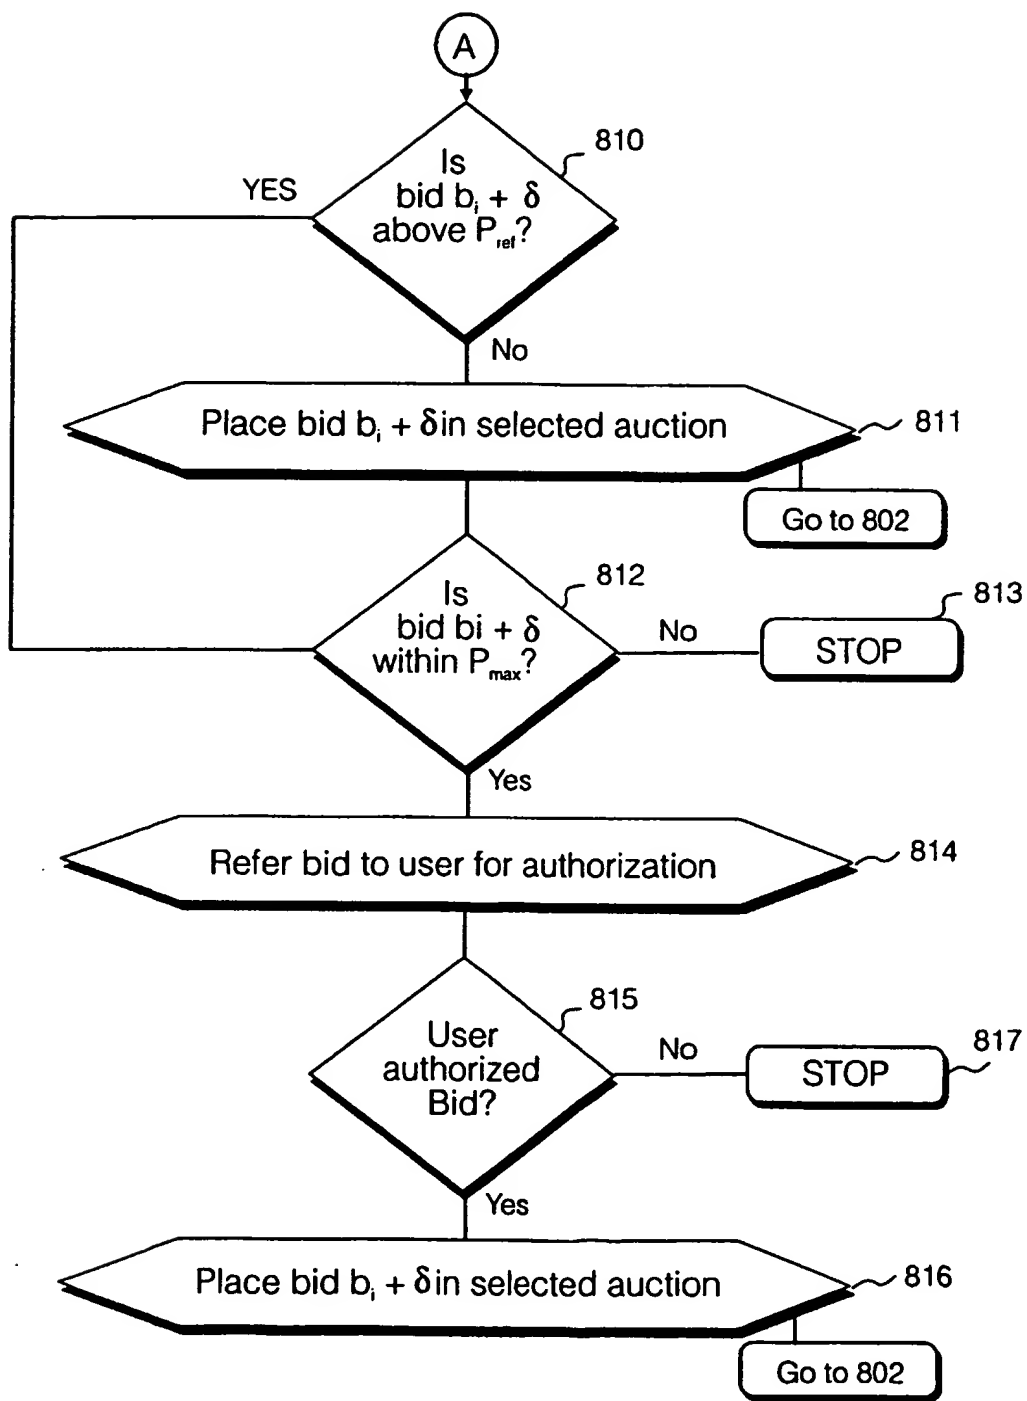 A
810
Is
YES
bid bᵢ + δ
above P_ref?
No
Place bid bᵢ + δ in selected auction
811
Go to 802
812
Is
bid bi + δ
within P_max?
No
813
STOP
Yes
Refer bid to user for authorization
814
815
User
authorized
Bid?
No
817
STOP
Yes
Place bid bᵢ + δ in selected auction
816
Go to 802